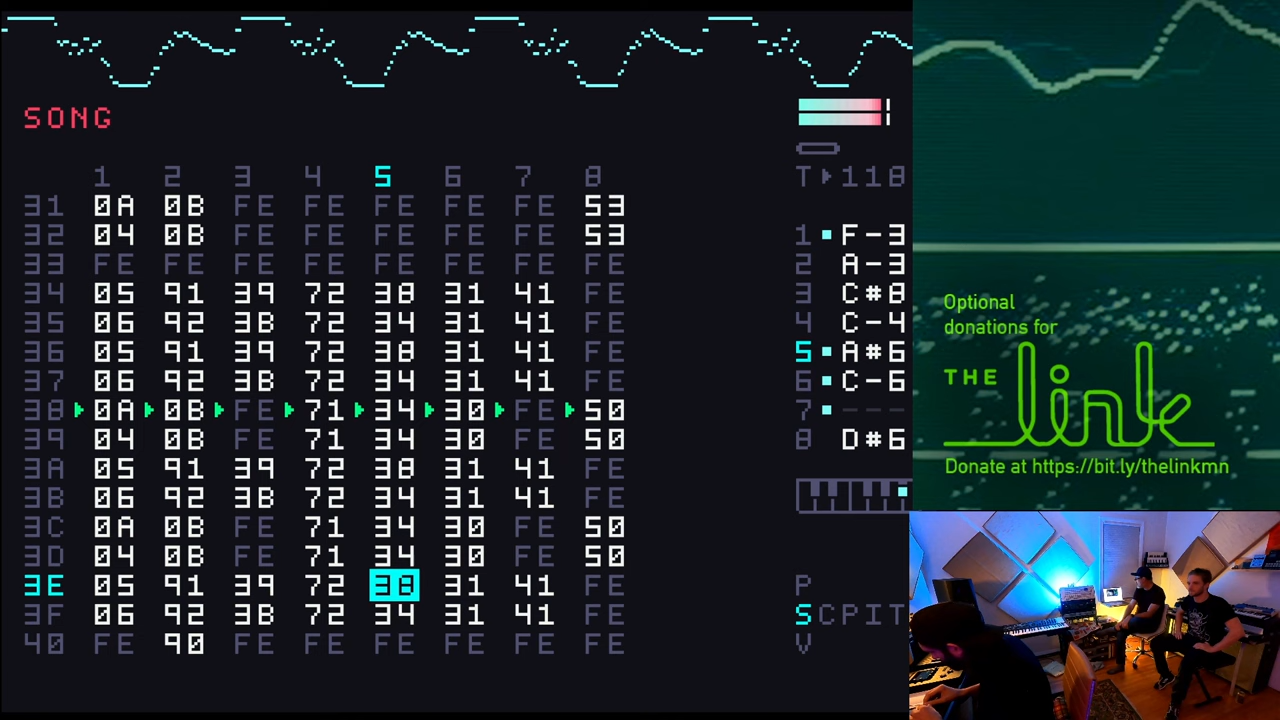 SONG
1 2 3 4 5 6 7 8
31 0A 0B FE FE FE FE FE 53
32 04 0B FE FE FE FE FE 53
33 FE FE FE FE FE FE FE FE
34 05 91 39 72 38 31 41 FE
35 06 92 3B 72 34 31 41 FE
36 05 91 39 72 38 31 41 FE
37 06 92 3B 72 34 31 41 FE
38 0A 0B FE 71 34 30 FE 50
39 04 0B FE 71 34 30 FE 50
3A 05 91 39 72 38 31 41 FE
3B 06 92 3B 72 34 31 41 FE
3C 0A 0B FE 71 34 30 FE 50
3D 04 0B FE 71 34 30 FE 50
3E 05 91 39 72 38 31 41 FE
3F 06 92 3B 72 34 31 41 FE
40 FE 90 FE FE FE FE FE FE
T 118
1 F-3
2 A-3
3 C#8
4 C-4
5 A#6
6 C-6
7 ---
8 D#6
P
SCPIT
V
Optional
donations for
THE link
Donate at https://bit.ly/thelinkmn